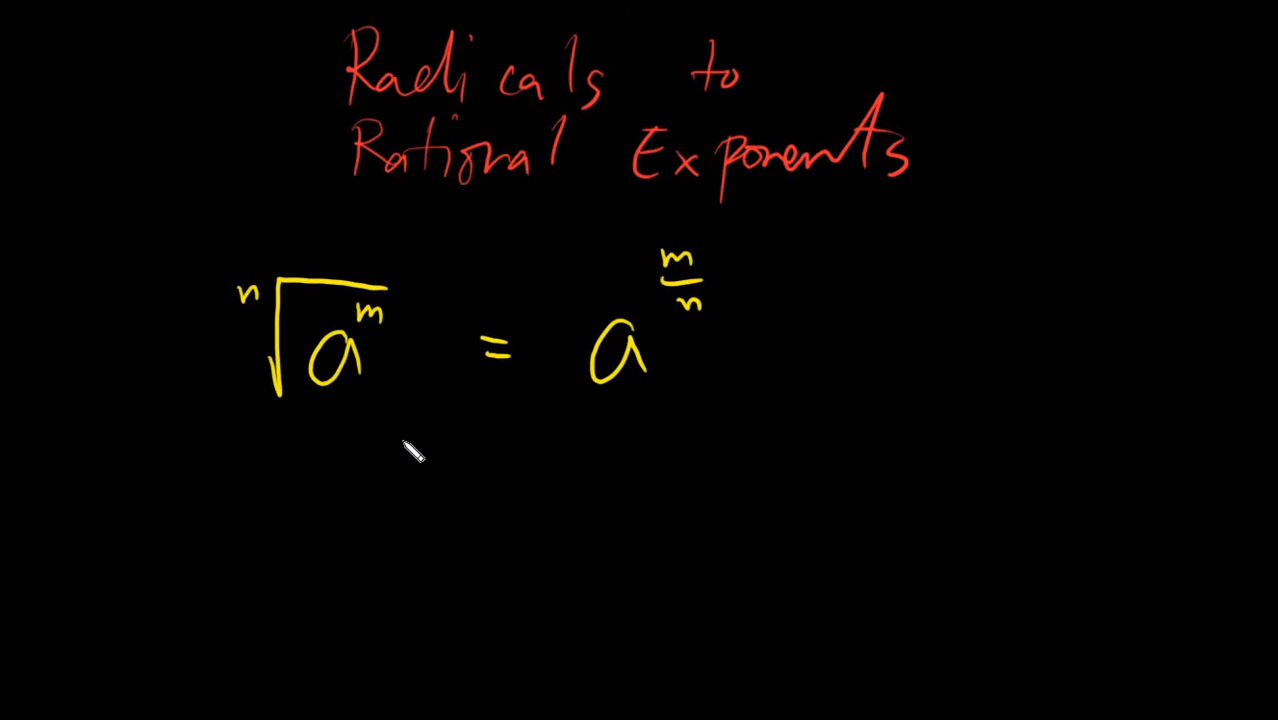 Radicals to
Rational Exponents
ⁿ√aᵐ = a^(m/n)